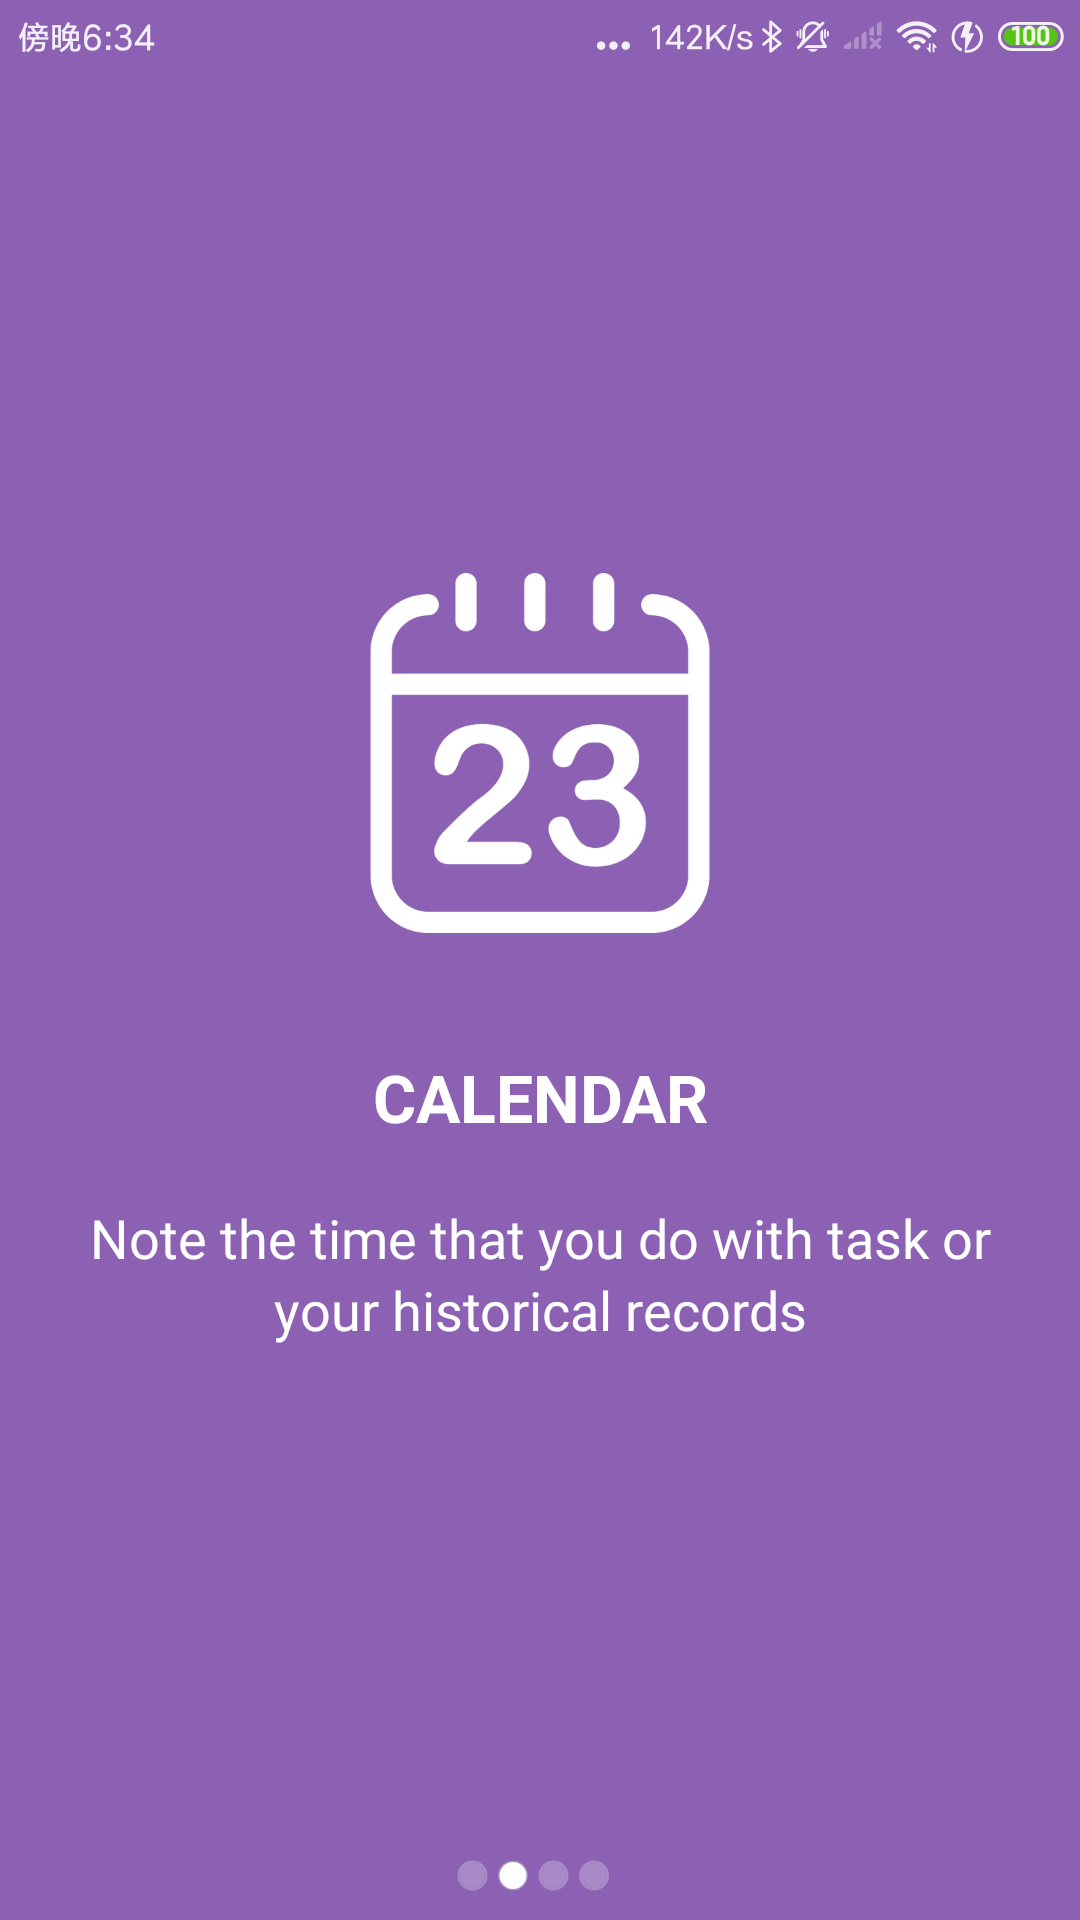 傍晚6:34
... 142K/s 100
23
CALENDAR
Note the time that you do with task or
your historical records